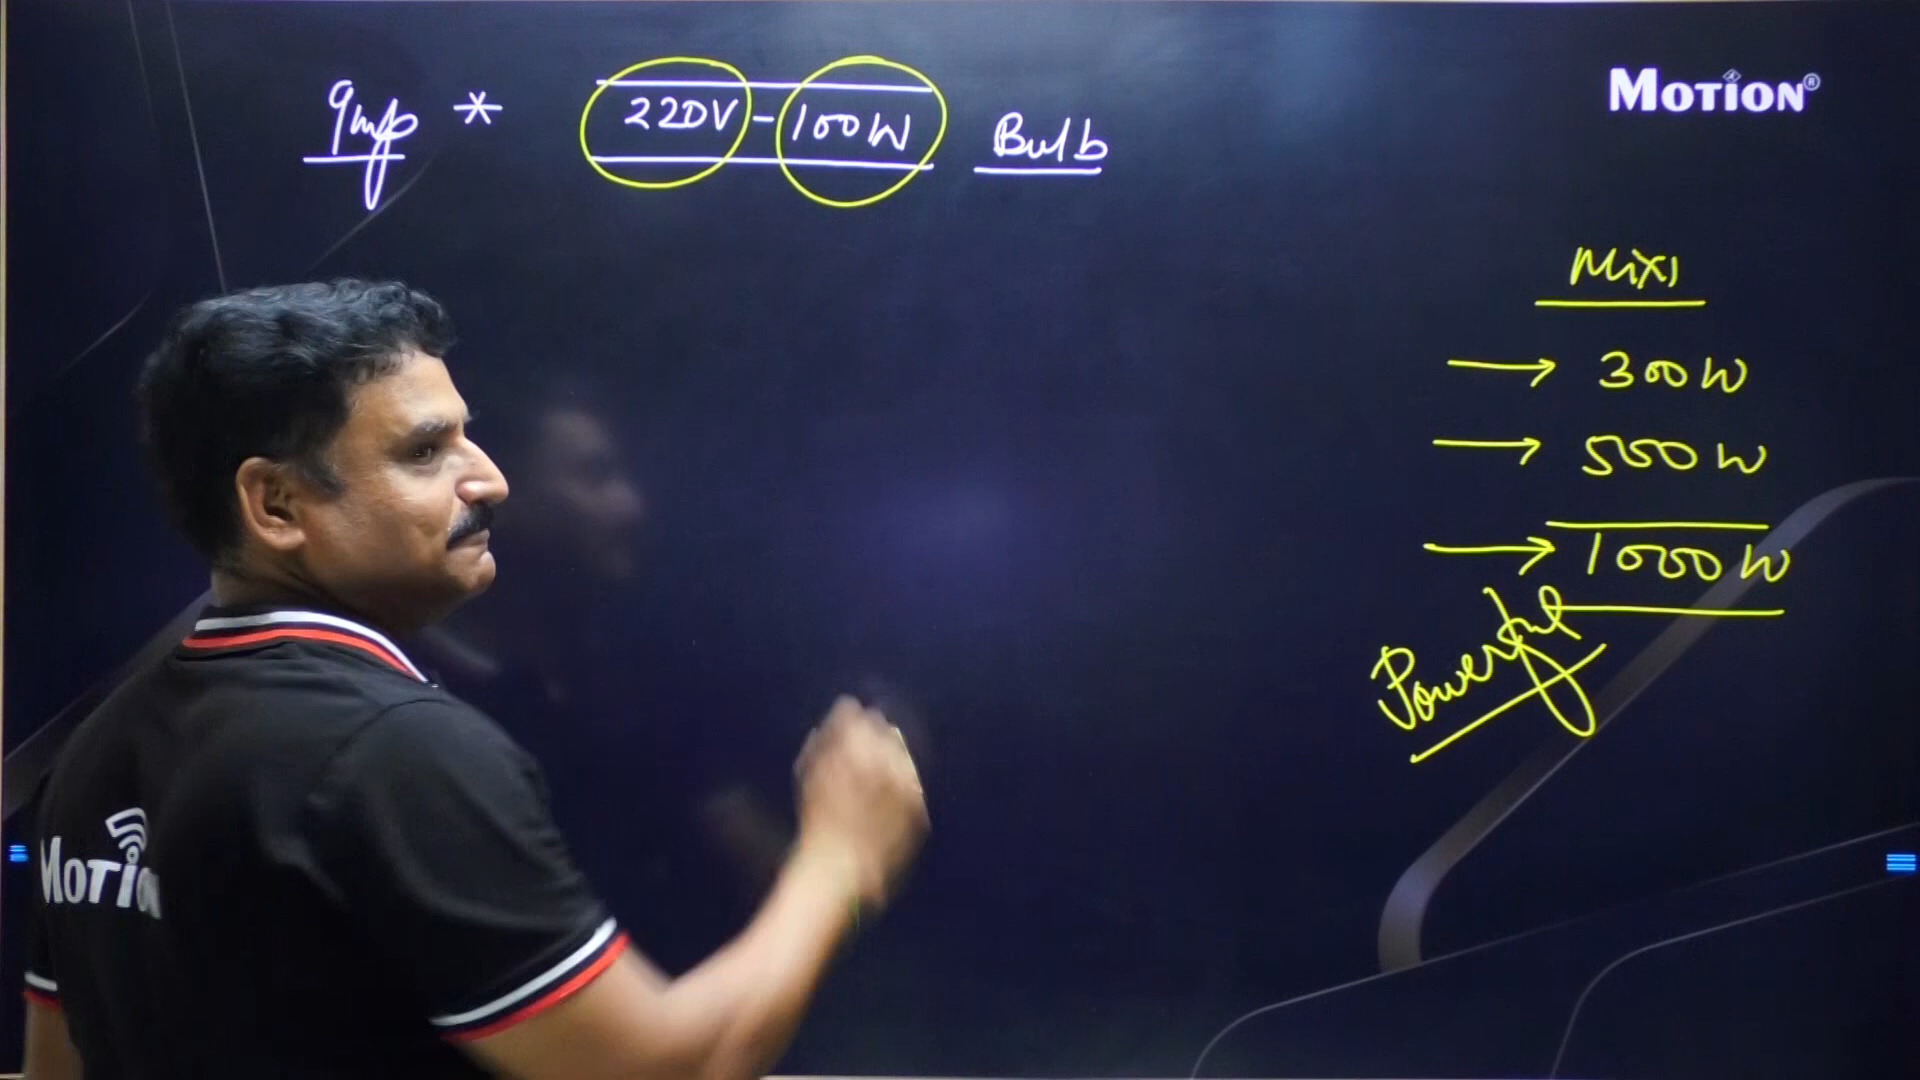 Imp * 220V - 100W Bulb
MOTION®
Mixi
→ 300W
→ 500W
→ 1000W
Powerful
MOTION